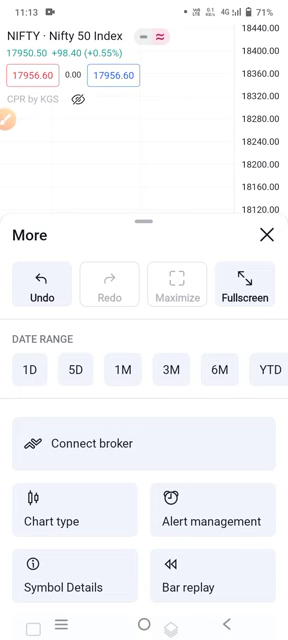 11:13
4G
71%
NIFTY · Nifty 50 Index
17950.50 +98.40 (+0.55%)
17956.60 0.00 17956.60
CPR by KGS
18440.00
18400.00
18360.00
18320.00
18280.00
18240.00
18200.00
18160.00
18120.00
More
Undo
Redo
Maximize
Fullscreen
DATE RANGE
1D 5D 1M 3M 6M YTD
Connect broker
Chart type
Alert management
Symbol Details
Bar replay